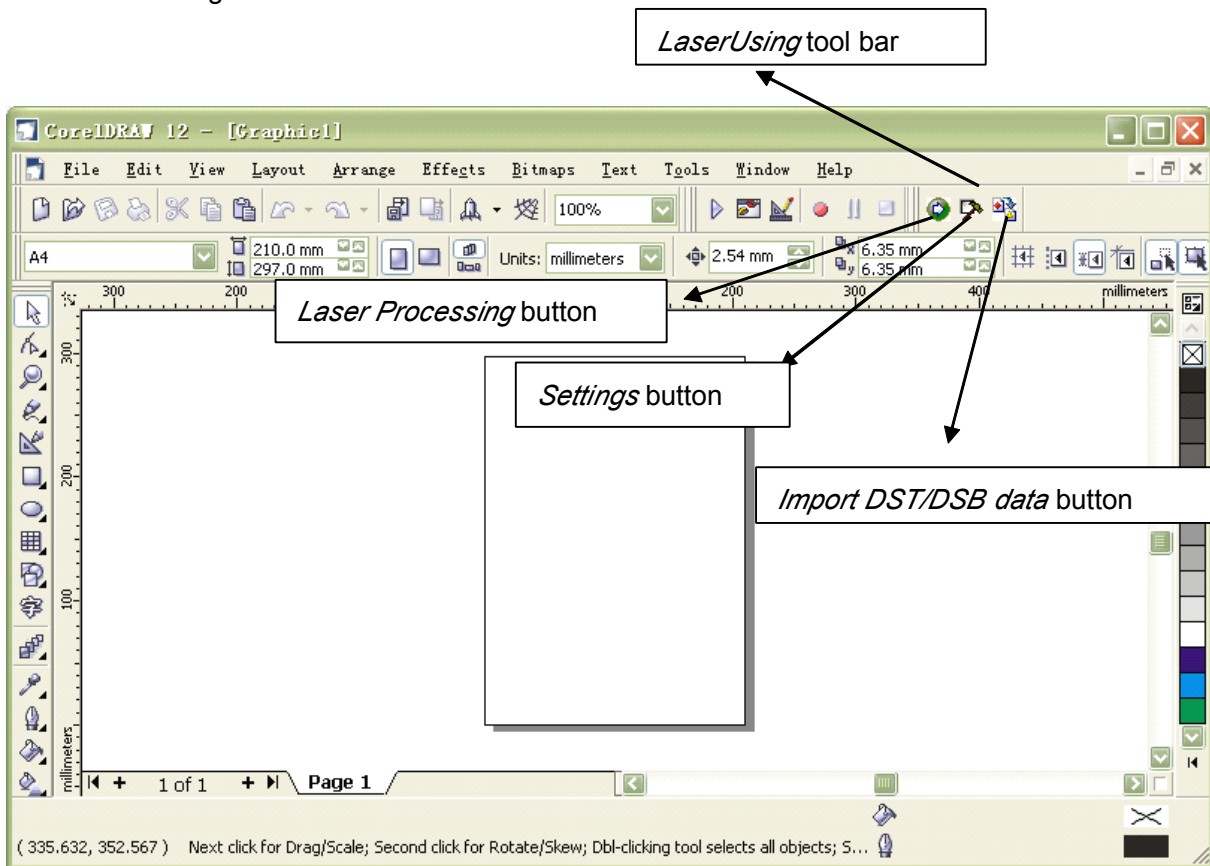 LaserUsing tool bar
CorelDRAW 12 - [Graphic1]
File Edit View Layout Arrange Effects Bitmaps Text Tools Window Help
100%
A4
210.0 mm
297.0 mm
Units: millimeters
2.54 mm
x 6.35 mm
y 6.35 mm
300 200 200 300 400 millimeters
Laser Processing button
Settings button
Import DST/DSB data button
300
200
100
millimeters
1 of 1
Page 1
( 335.632, 352.567 ) Next click for Drag/Scale; Second click for Rotate/Skew; Dbl-clicking tool selects all objects; S...